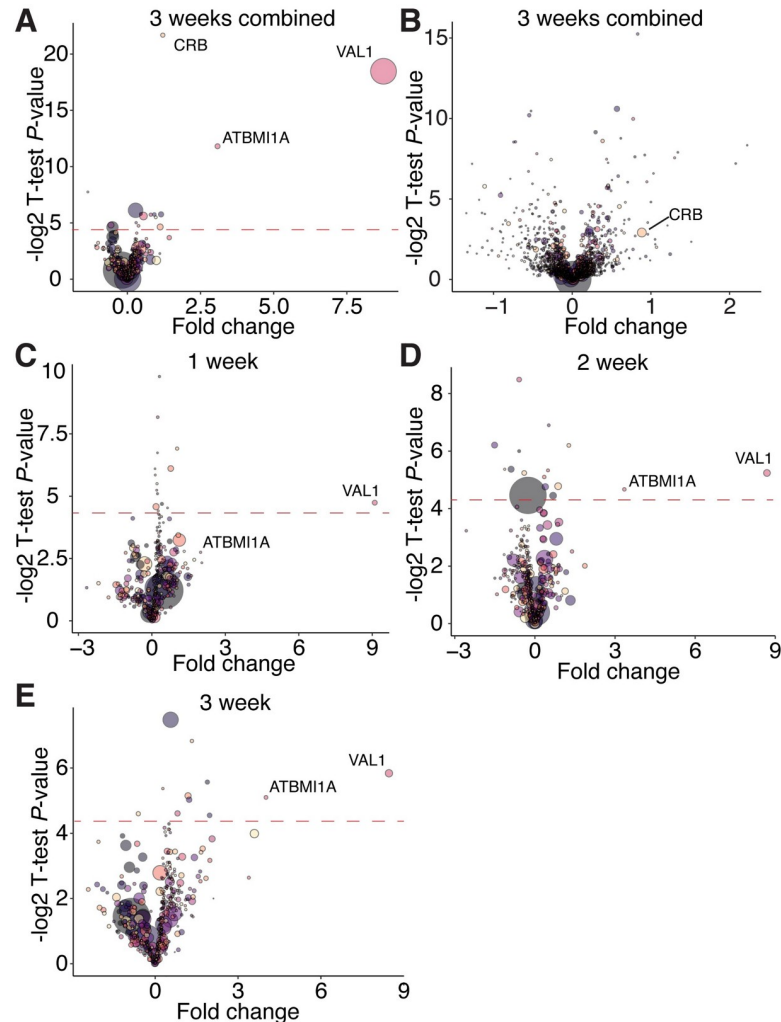 A
3 weeks combined
CRB
VAL1
ATBMI1A
-log2 T-test P-value
20
15
10
5
0
0.0 2.5 5.0 7.5
Fold change
B
3 weeks combined
CRB
-log2 T-test P-value
15
10
5
0
−1 0 1 2
Fold change
C
1 week
VAL1
ATBMI1A
-log2 T-test P-value
10
7.5
5
2.5
0
−3 0 3 6 9
Fold change
D
2 week
VAL1
ATBMI1A
-log2 T-test P-value
8
6
4
2
0
−3 0 3 6 9
Fold change
E
3 week
VAL1
ATBMI1A
-log2 T-test P-value
6
4
2
0
0 3 6 9
Fold change